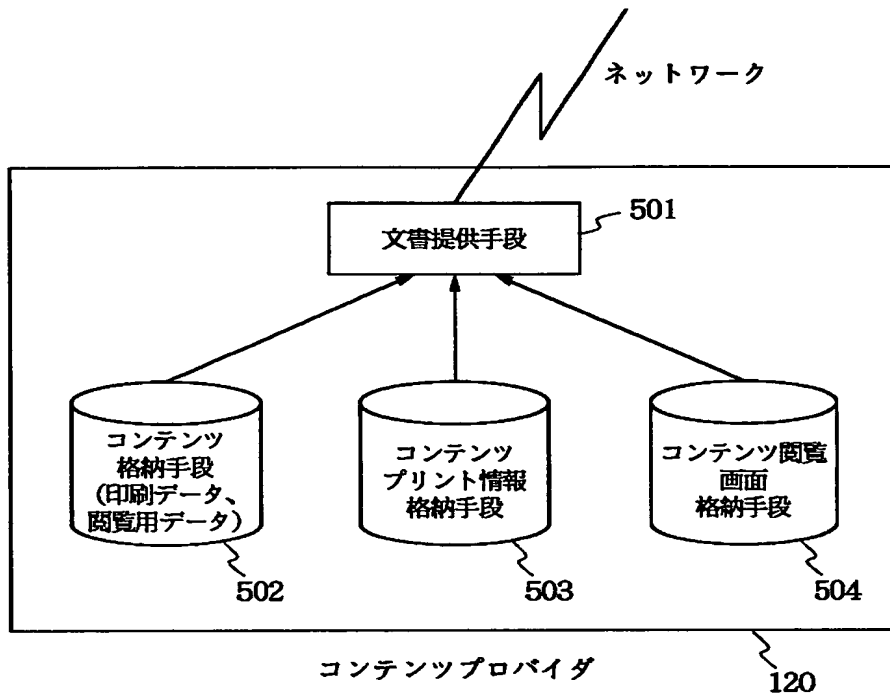 ネットワーク
501
文書提供手段
コンテンツ
格納手段
(印刷データ、
閲覧用データ)
502
コンテンツ
プリント情報
格納手段
503
コンテンツ閲覧
画面
格納手段
504
コンテンツプロバイダ
120